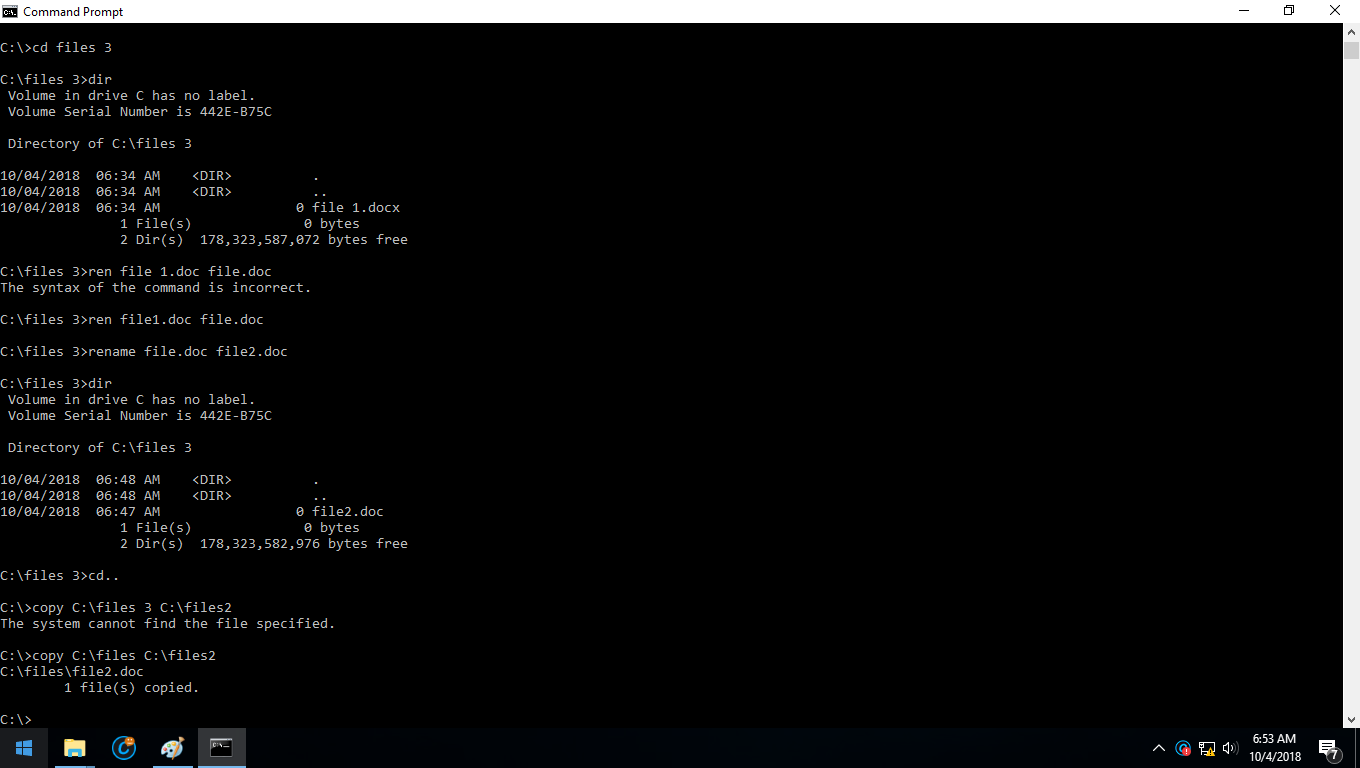 Command Prompt
C:\>cd files 3
C:\files 3>dir
Volume in drive C has no label.
Volume Serial Number is 442E-B75C
Directory of C:\files 3
10/04/2018  06:34 AM    <DIR>          .
10/04/2018  06:34 AM    <DIR>          ..
10/04/2018  06:34 AM                 0 file 1.docx
1 File(s)              0 bytes
2 Dir(s)  178,323,587,072 bytes free
C:\files 3>ren file 1.doc file.doc
The syntax of the command is incorrect.
C:\files 3>ren file1.doc file.doc
C:\files 3>rename file.doc file2.doc
C:\files 3>dir
Volume in drive C has no label.
Volume Serial Number is 442E-B75C
Directory of C:\files 3
10/04/2018  06:48 AM    <DIR>          .
10/04/2018  06:48 AM    <DIR>          ..
10/04/2018  06:47 AM                 0 file2.doc
1 File(s)              0 bytes
2 Dir(s)  178,323,582,976 bytes free
C:\files 3>cd..
C:\>copy C:\files 3 C:\files2
The system cannot find the file specified.
C:\>copy C:\files C:\files2
C:\files\file2.doc
1 file(s) copied.
C:\>
6:53 AM
10/4/2018
7